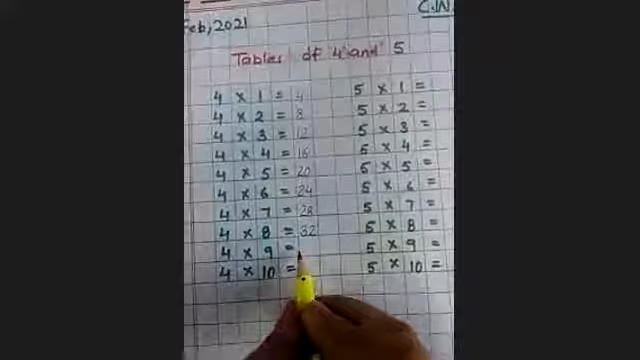 Feb, 2021
C.W.
Tables of 4 and 5
4 x 1 = 4
4 x 2 = 8
4 x 3 = 12
4 x 4 = 16
4 x 5 = 20
4 x 6 = 24
4 x 7 = 28
4 x 8 = 32
4 x 9 =
4 x 10 =
5 x 1 =
5 x 2 =
5 x 3 =
5 x 4 =
5 x 5 =
5 x 6 =
5 x 7 =
5 x 8 =
5 x 9 =
5 x 10 =